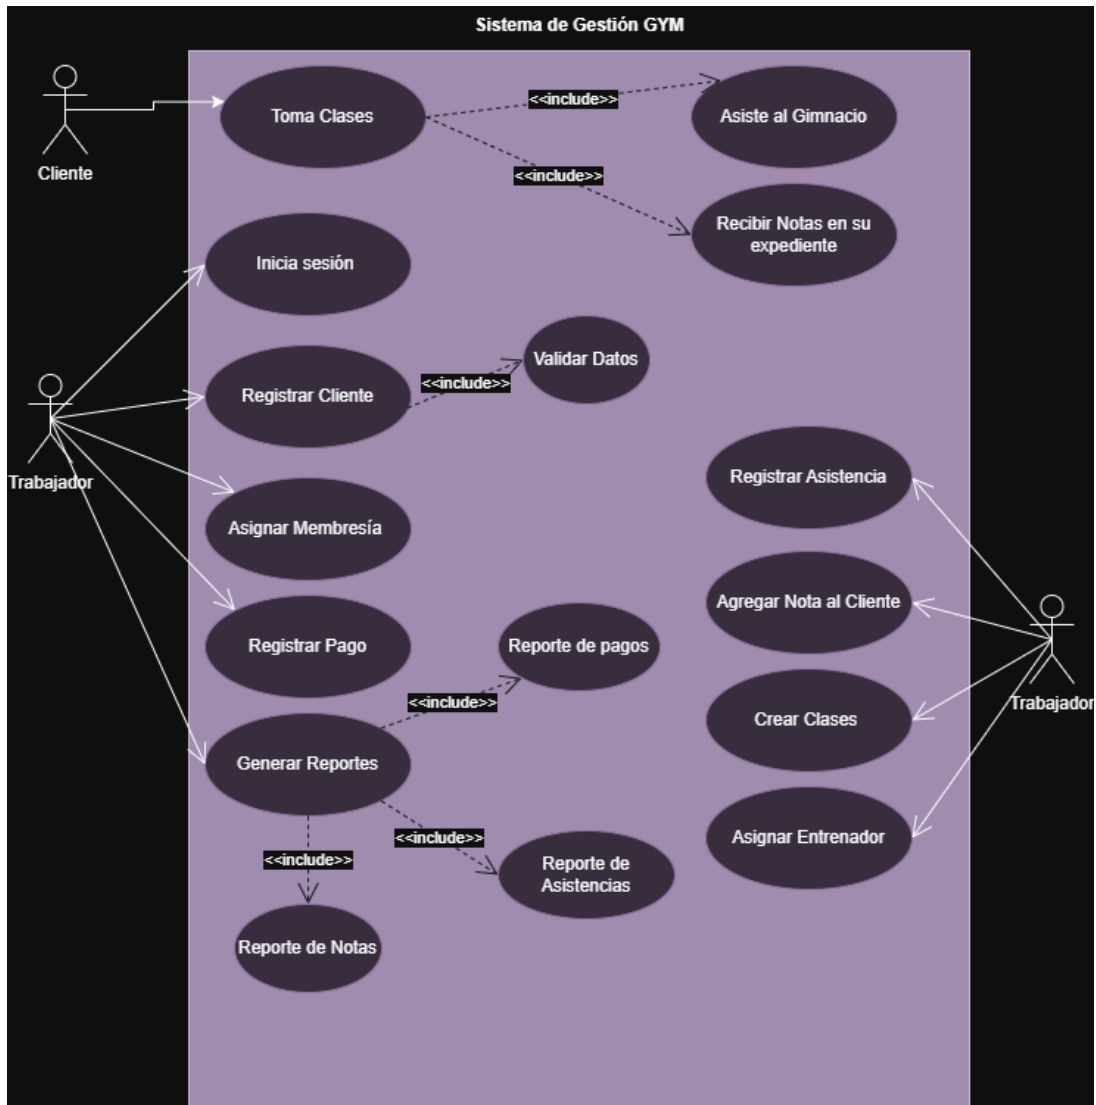 Sistema de Gestión GYM
Toma Clases
<<include>>
Asiste al Gimnacio
Cliente
<<include>>
Recibir Notas en su
expediente
Inicia sesión
Validar Datos
<<include>>
Registrar Cliente
Trabajador
Registrar Asistencia
Asignar Membresía
Agregar Nota al Cliente
Registrar Pago
Reporte de pagos
<<include>>
Trabajador
Crear Clases
Generar Reportes
<<include>>
Asignar Entrenador
<<include>>
Reporte de
Asistencias
Reporte de Notas